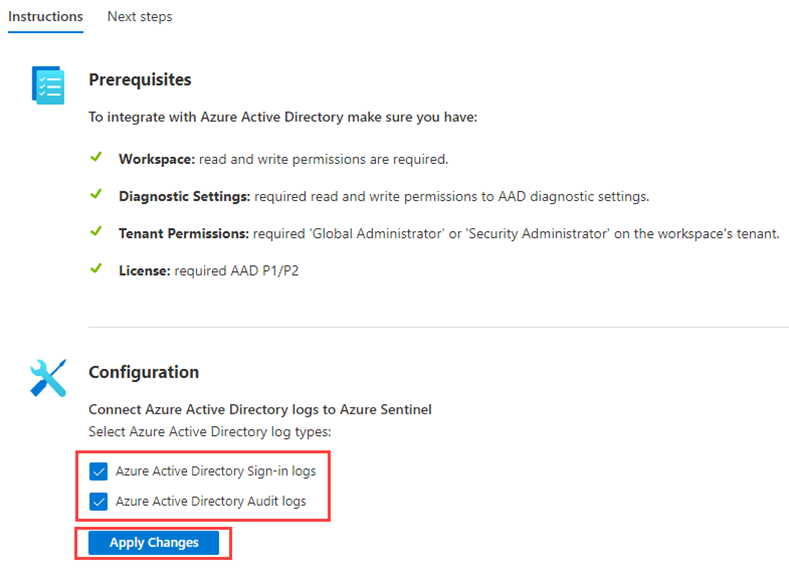 Instructions Next steps
Prerequisites
To integrate with Azure Active Directory make sure you have:
Workspace: read and write permissions are required.
Diagnostic Settings: required read and write permissions to AAD diagnostic settings.
Tenant Permissions: required 'Global Administrator' or 'Security Administrator' on the workspace's tenant.
License: required AAD P1/P2
Configuration
Connect Azure Active Directory logs to Azure Sentinel
Select Azure Active Directory log types:
Azure Active Directory Sign-in logs
Azure Active Directory Audit logs
Apply Changes